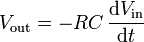 V_out = −RC dV_in/dt